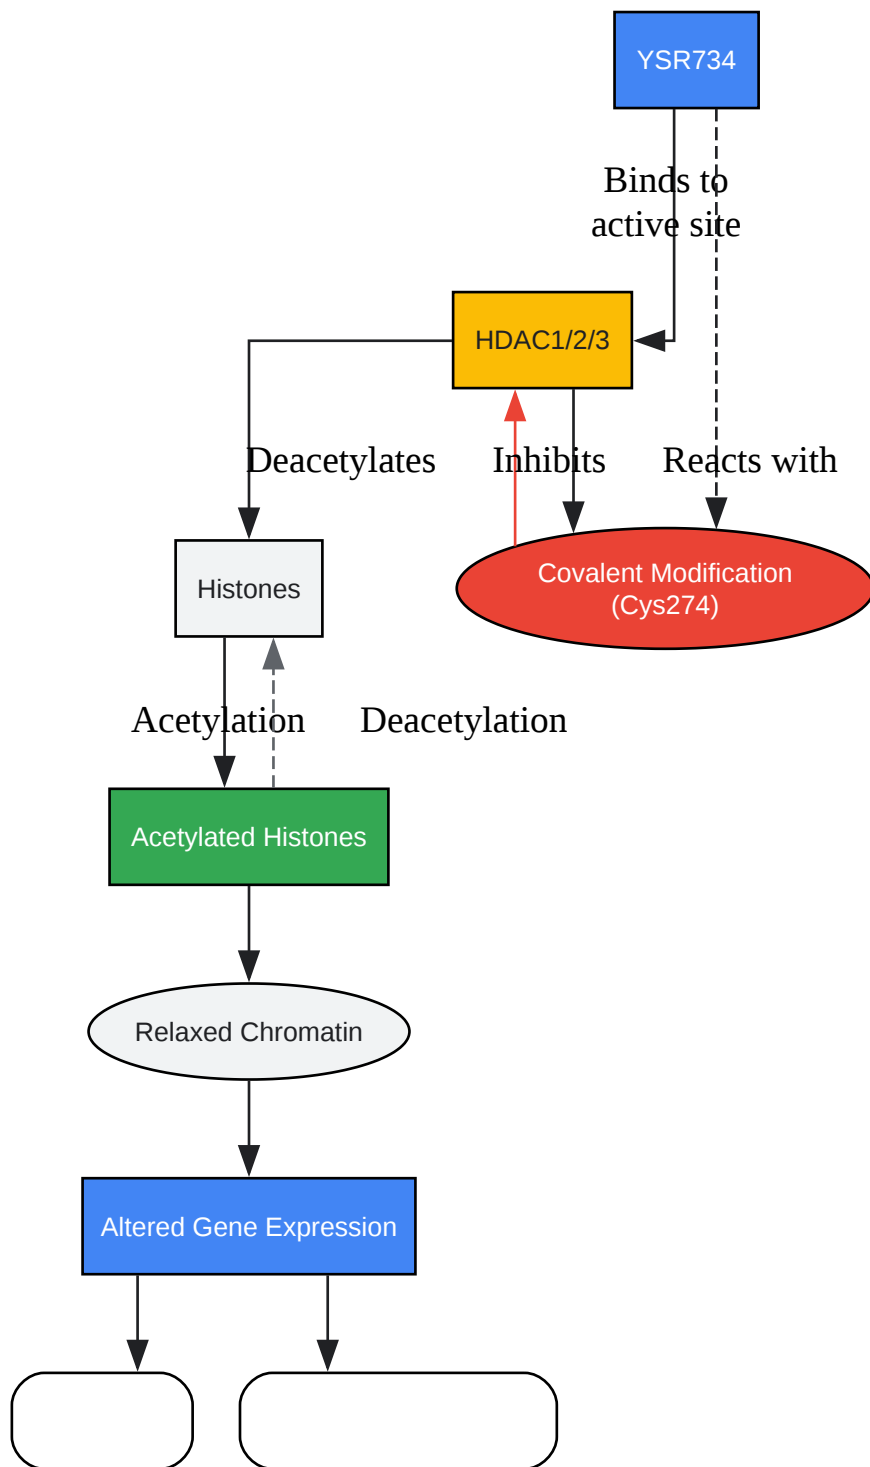 YSR734
Binds to
active site
HDAC1/2/3
Deacetylates
Inhibits
Reacts with
Histones
Covalent Modification
(Cys274)
Acetylation
Deacetylation
Acetylated Histones
Relaxed Chromatin
Altered Gene Expression